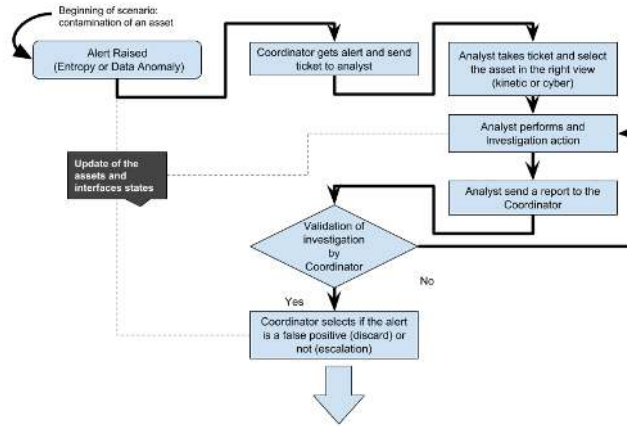 Beginning of scenario:
contamination of an asset
Alert Raised
(Entropy or Data Anomaly)
Coordinator gets alert and send
ticket to analyst
Analyst takes ticket and select
the asset in the right view
(kinetic or cyber)
Analyst performs and
investigation action
Update of the
assets and
interfaces states
Analyst send a report to the
Coordinator
Validation of
investigation
by
Coordinator
No
Yes
Coordinator selects if the alert
is a false positive (discard) or
not (escalation)